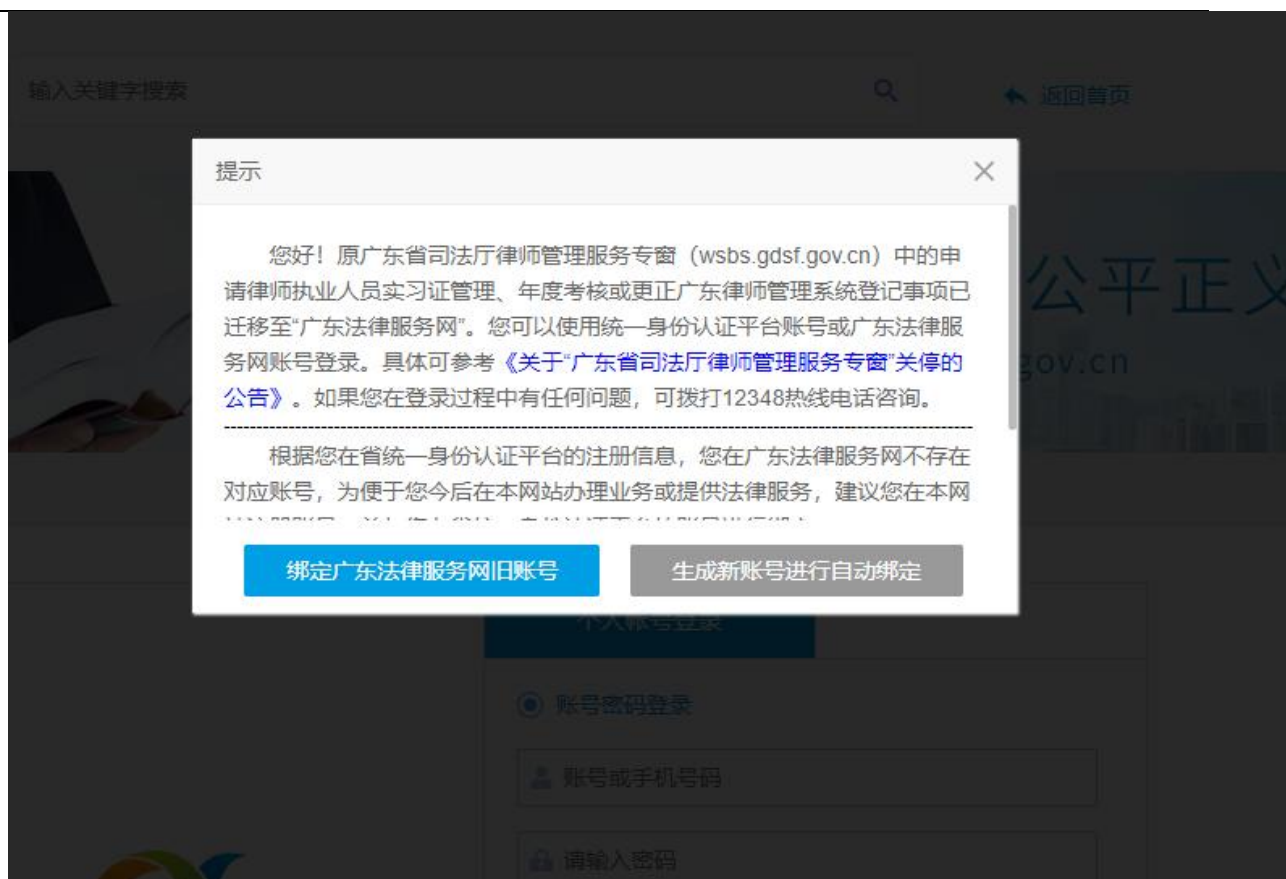 输入关键字搜索
返回首页
提示
您好！原广东省司法厅律师管理服务专窗（wsbs.gdsf.gov.cn）中的申
请律师执业人员实习证管理、年度考核或更正广东律师管理系统登记事项已
迁移至“广东法律服务网”。您可以使用统一身份认证平台账号或广东法律服
务网账号登录。具体可参考《关于“广东省司法厅律师管理服务专窗”关停的
公告》。如果您在登录过程中有任何问题，可拨打12348热线电话咨询。
根据您在省统一身份认证平台的注册信息，您在广东法律服务网不存在
对应账号，为便于您今后在本网站办理业务或提供法律服务，建议您在本网
绑定广东法律服务网旧账号
生成新账号进行自动绑定
公平正义
gov.cn
个人帐号登录
账号密码登录
账号或手机号码
请输入密码